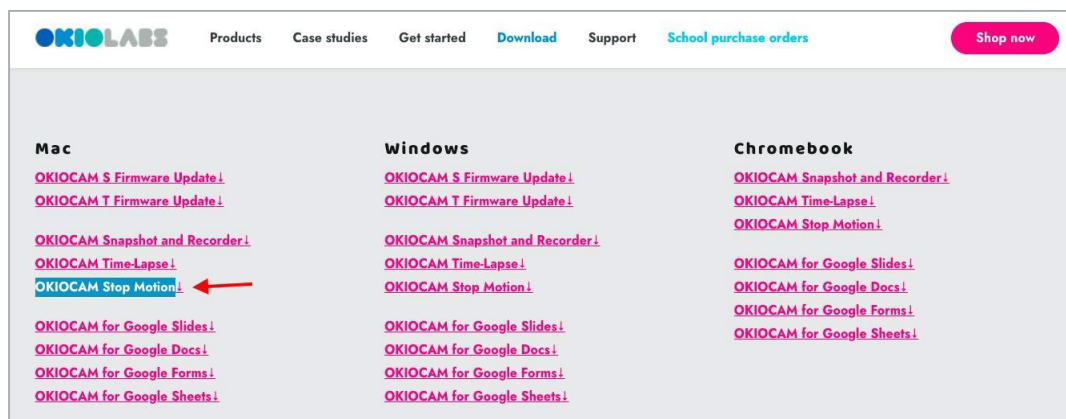 OKIOLABS Products Case studies Get started Download Support School purchase orders Shop now
Mac
OKIOCAM S Firmware Update↓
OKIOCAM T Firmware Update↓
OKIOCAM Snapshot and Recorder↓
OKIOCAM Time-Lapse↓
OKIOCAM Stop Motion↓
OKIOCAM for Google Slides↓
OKIOCAM for Google Docs↓
OKIOCAM for Google Forms↓
OKIOCAM for Google Sheets↓
Windows
OKIOCAM S Firmware Update↓
OKIOCAM T Firmware Update↓
OKIOCAM Snapshot and Recorder↓
OKIOCAM Time-Lapse↓
OKIOCAM Stop Motion↓
OKIOCAM for Google Slides↓
OKIOCAM for Google Docs↓
OKIOCAM for Google Forms↓
OKIOCAM for Google Sheets↓
Chromebook
OKIOCAM Snapshot and Recorder↓
OKIOCAM Time-Lapse↓
OKIOCAM Stop Motion↓
OKIOCAM for Google Slides↓
OKIOCAM for Google Docs↓
OKIOCAM for Google Forms↓
OKIOCAM for Google Sheets↓